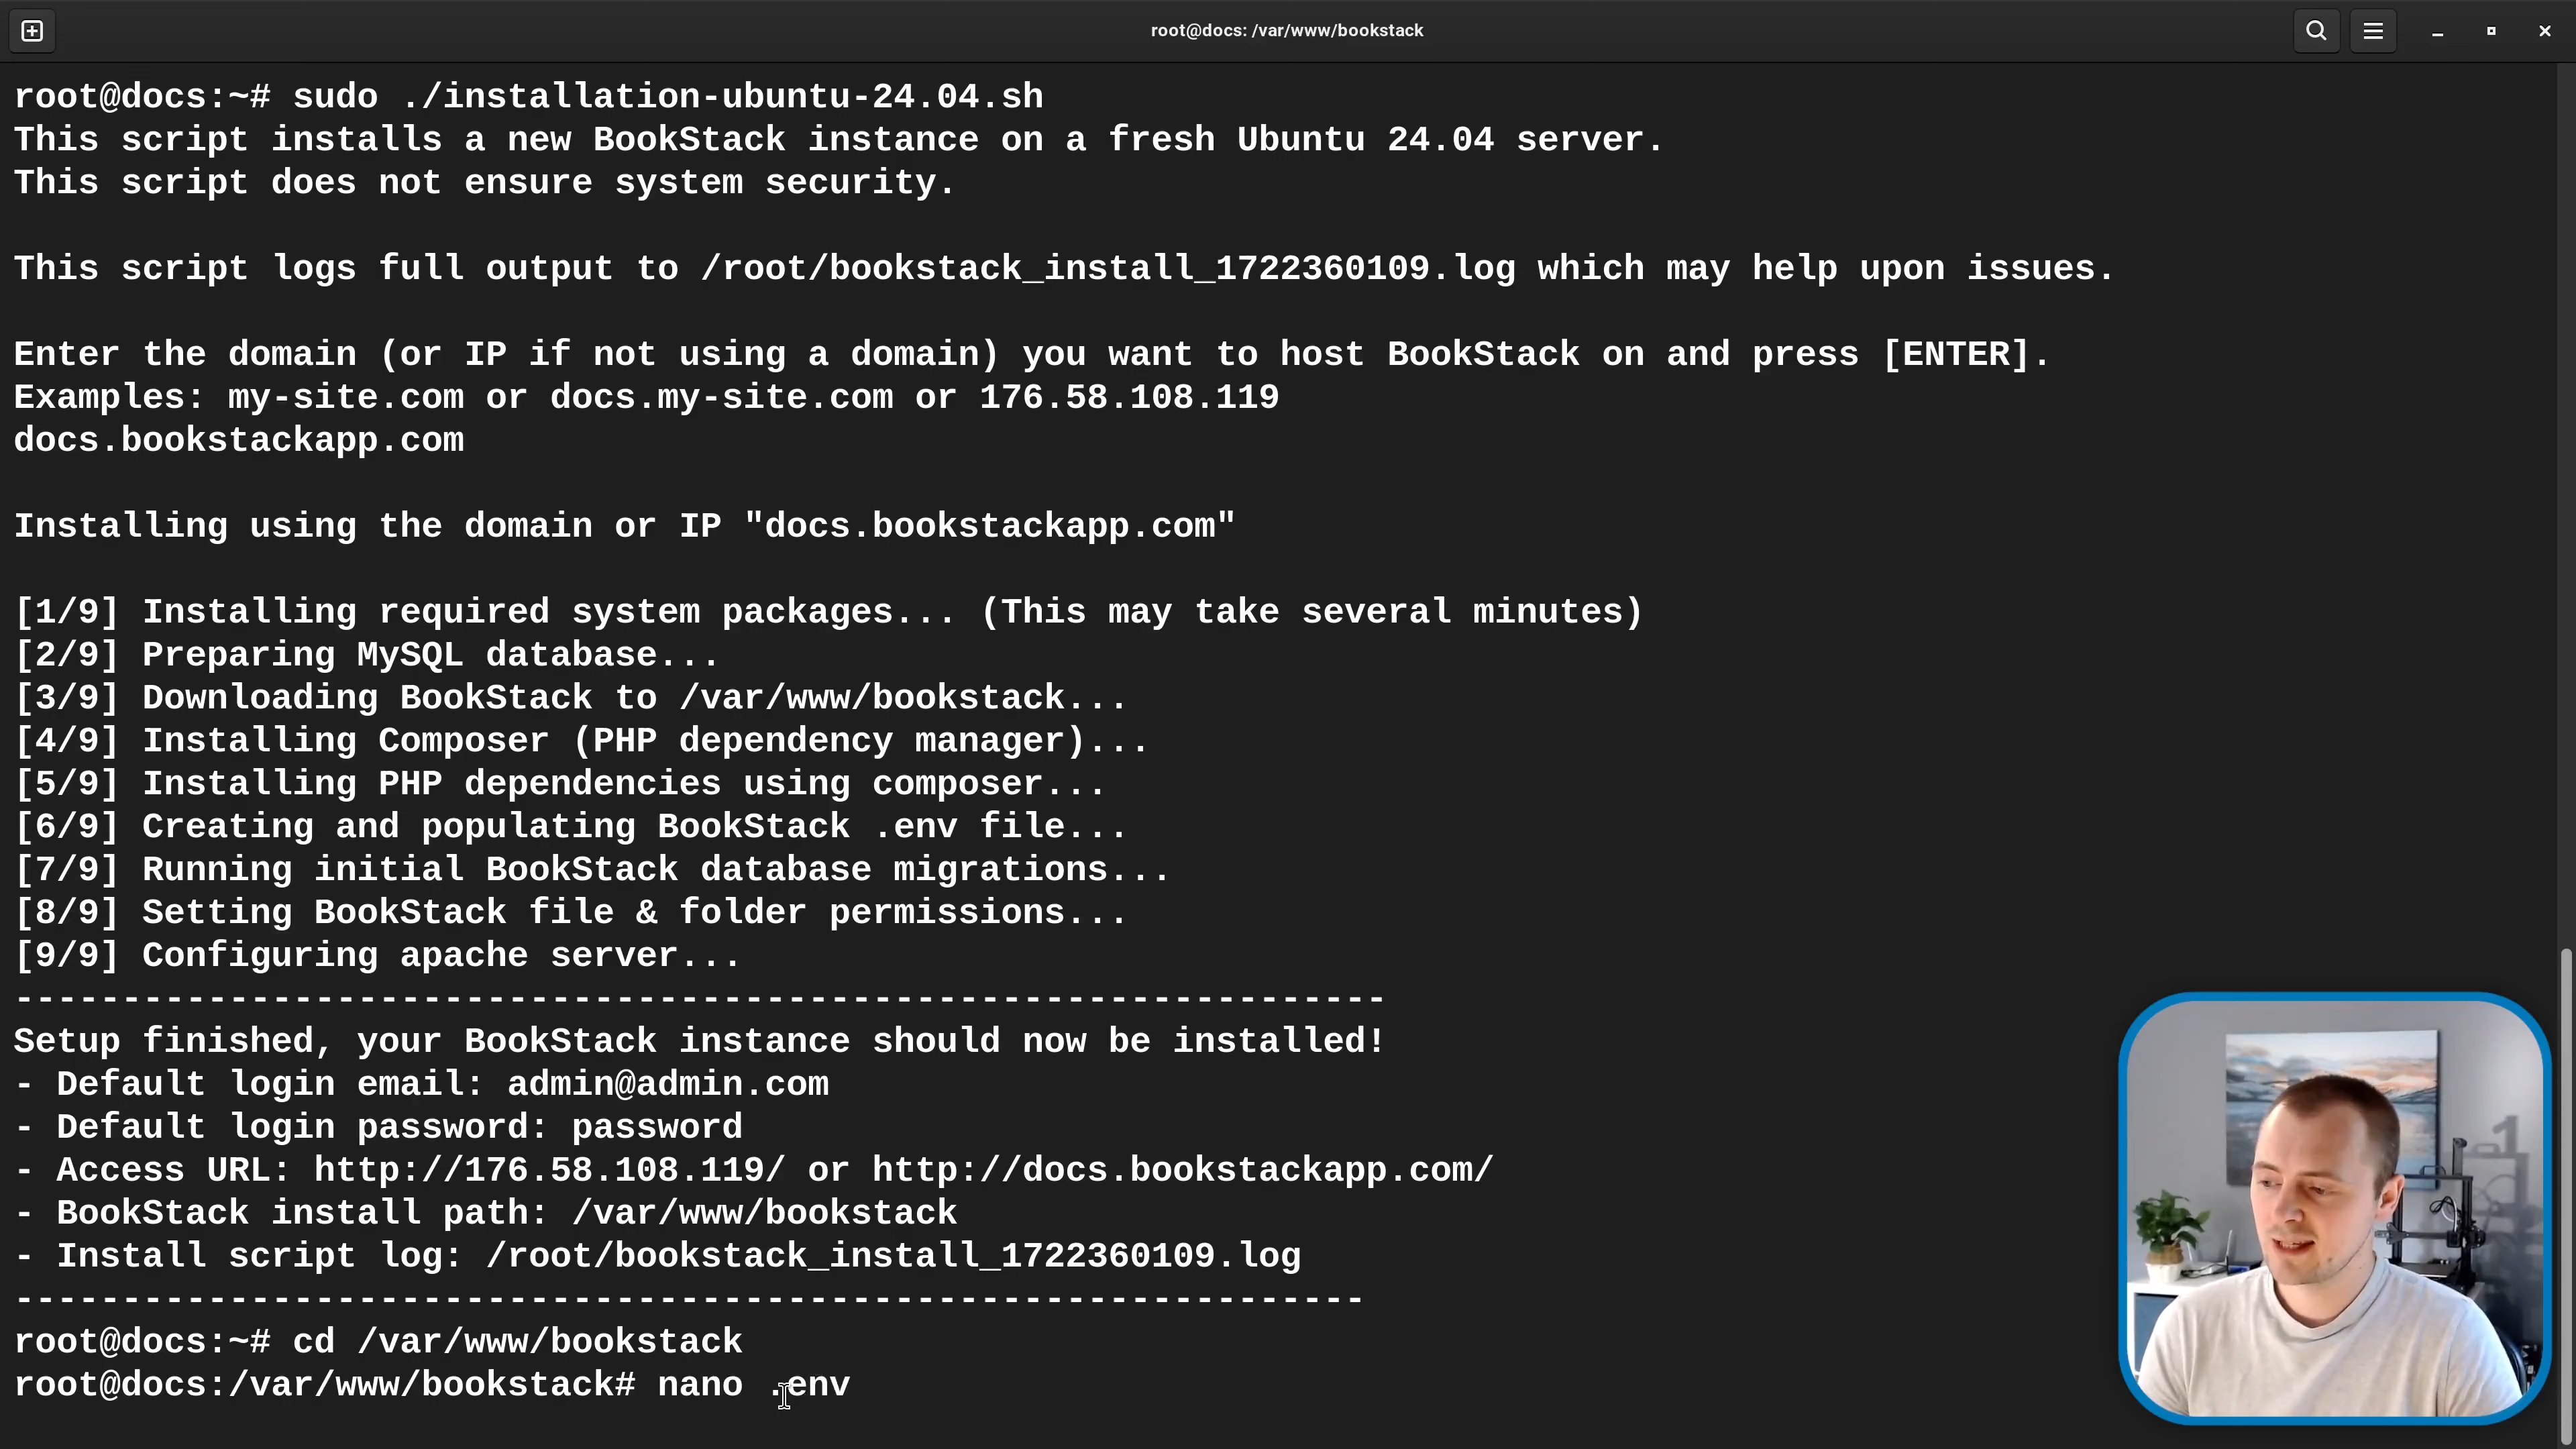 root@docs: /var/www/bookstack
root@docs:~# sudo ./installation-ubuntu-24.04.sh
This script installs a new BookStack instance on a fresh Ubuntu 24.04 server.
This script does not ensure system security.
This script logs full output to /root/bookstack_install_1722360109.log which may help upon issues.
Enter the domain (or IP if not using a domain) you want to host BookStack on and press [ENTER].
Examples: my-site.com or docs.my-site.com or 176.58.108.119
docs.bookstackapp.com
Installing using the domain or IP "docs.bookstackapp.com"
[1/9] Installing required system packages... (This may take several minutes)
[2/9] Preparing MySQL database...
[3/9] Downloading BookStack to /var/www/bookstack...
[4/9] Installing Composer (PHP dependency manager)...
[5/9] Installing PHP dependencies using composer...
[6/9] Creating and populating BookStack .env file...
[7/9] Running initial BookStack database migrations...
[8/9] Setting BookStack file & folder permissions...
[9/9] Configuring apache server...
----------------------------------------------------------------
Setup finished, your BookStack instance should now be installed!
- Default login email: admin@admin.com
- Default login password: password
- Access URL: http://176.58.108.119/ or http://docs.bookstackapp.com/
- BookStack install path: /var/www/bookstack
- Install script log: /root/bookstack_install_1722360109.log
---------------------------------------------------------------
root@docs:~# cd /var/www/bookstack
root@docs:/var/www/bookstack# nano .env